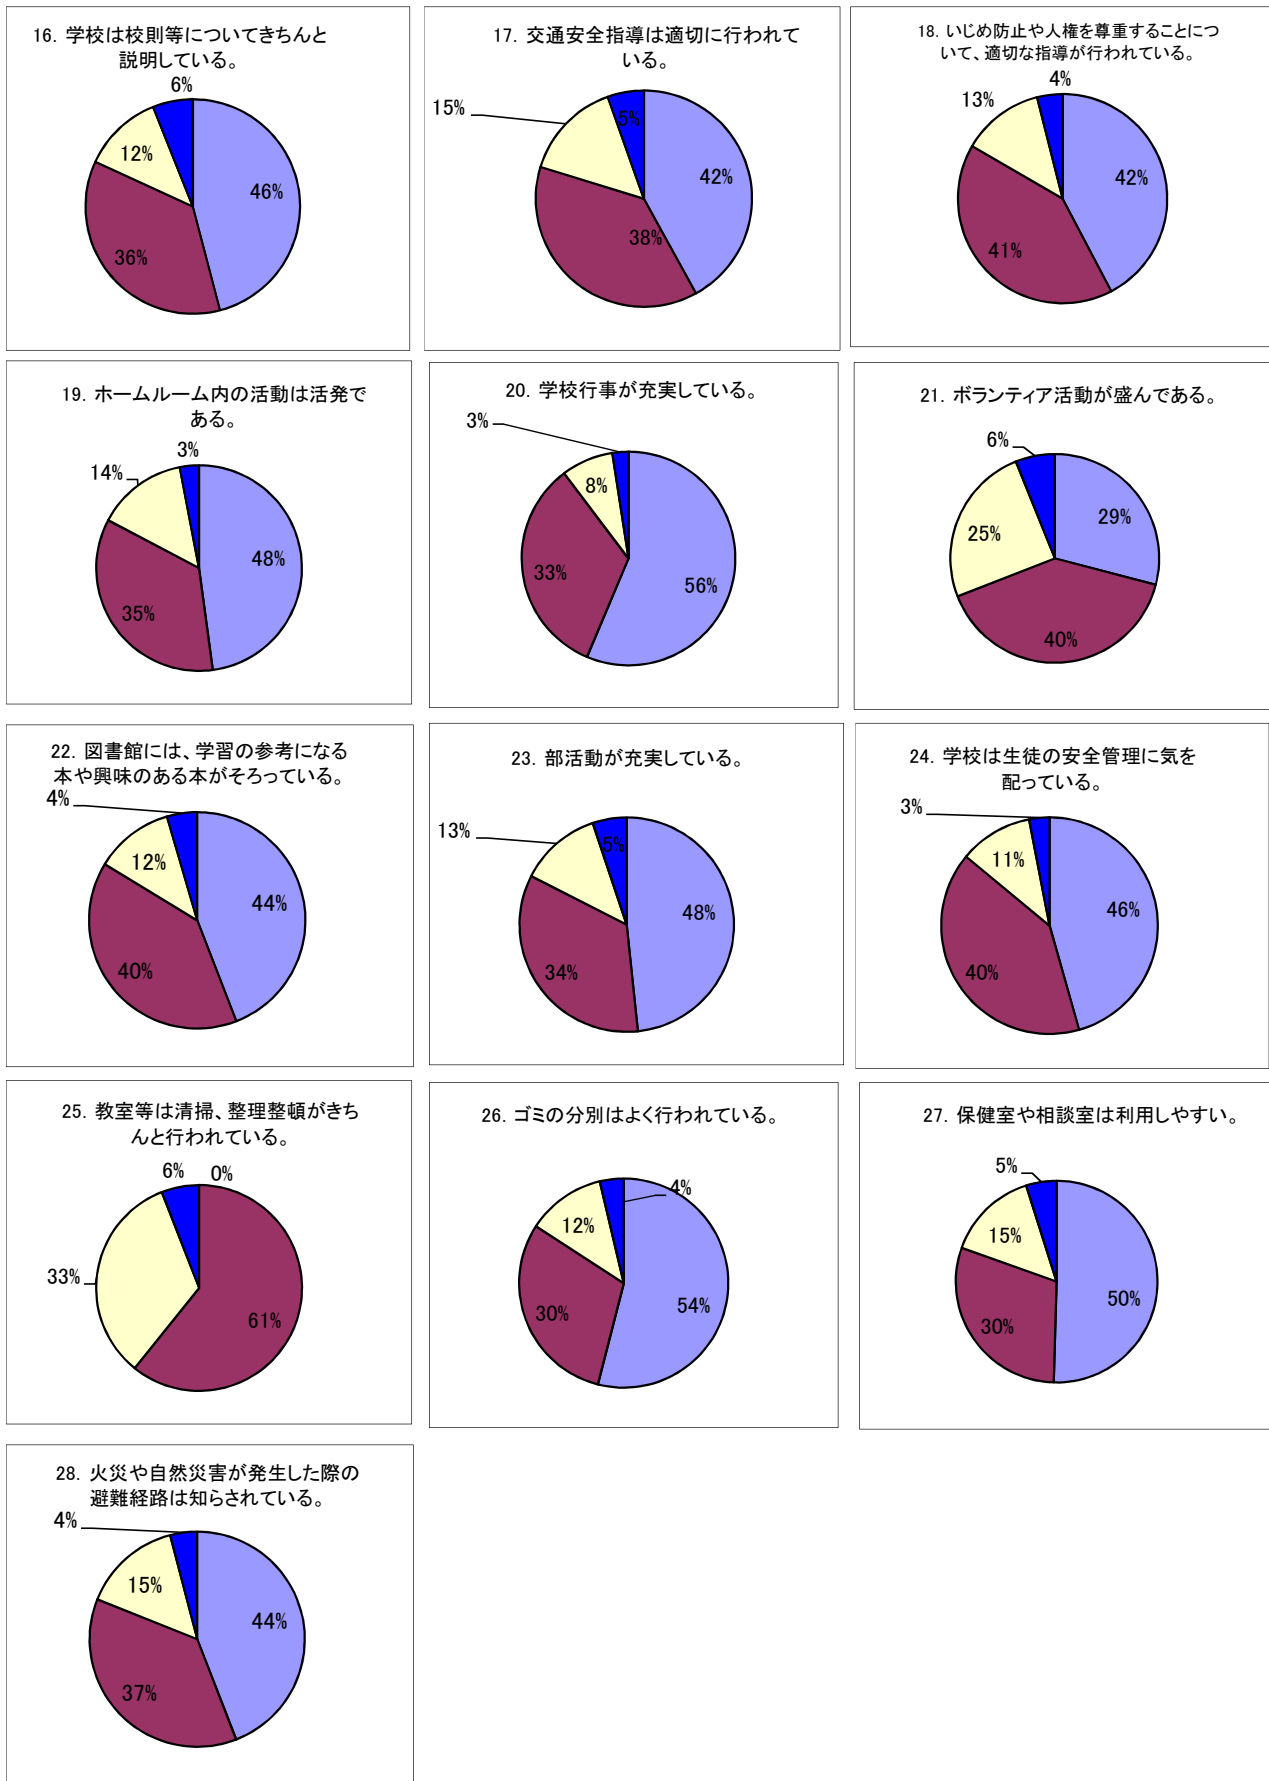 16. 学校は校則等についてきちんと
説明している。
6%
12%
46%
36%
17. 交通安全指導は適切に行われて
いる。
15%
5%
42%
38%
18. いじめ防止や人権を尊重することにつ
いて、適切な指導が行われている。
4%
13%
42%
41%
19. ホームルーム内の活動は活発で
ある。
3%
14%
48%
35%
20. 学校行事が充実している。
3%
8%
33%
56%
21. ボランティア活動が盛んである。
6%
29%
25%
40%
22. 図書館には、学習の参考になる
本や興味のある本がそろっている。
4%
12%
44%
40%
23. 部活動が充実している。
13%
5%
48%
34%
24. 学校は生徒の安全管理に気を
配っている。
3%
11%
46%
40%
25. 教室等は清掃、整理整頓がきち
んと行われている。
6%
0%
33%
61%
26. ゴミの分別はよく行われている。
4%
12%
54%
30%
27. 保健室や相談室は利用しやすい。
5%
15%
50%
30%
28. 火災や自然災害が発生した際の
避難経路は知らされている。
4%
15%
44%
37%